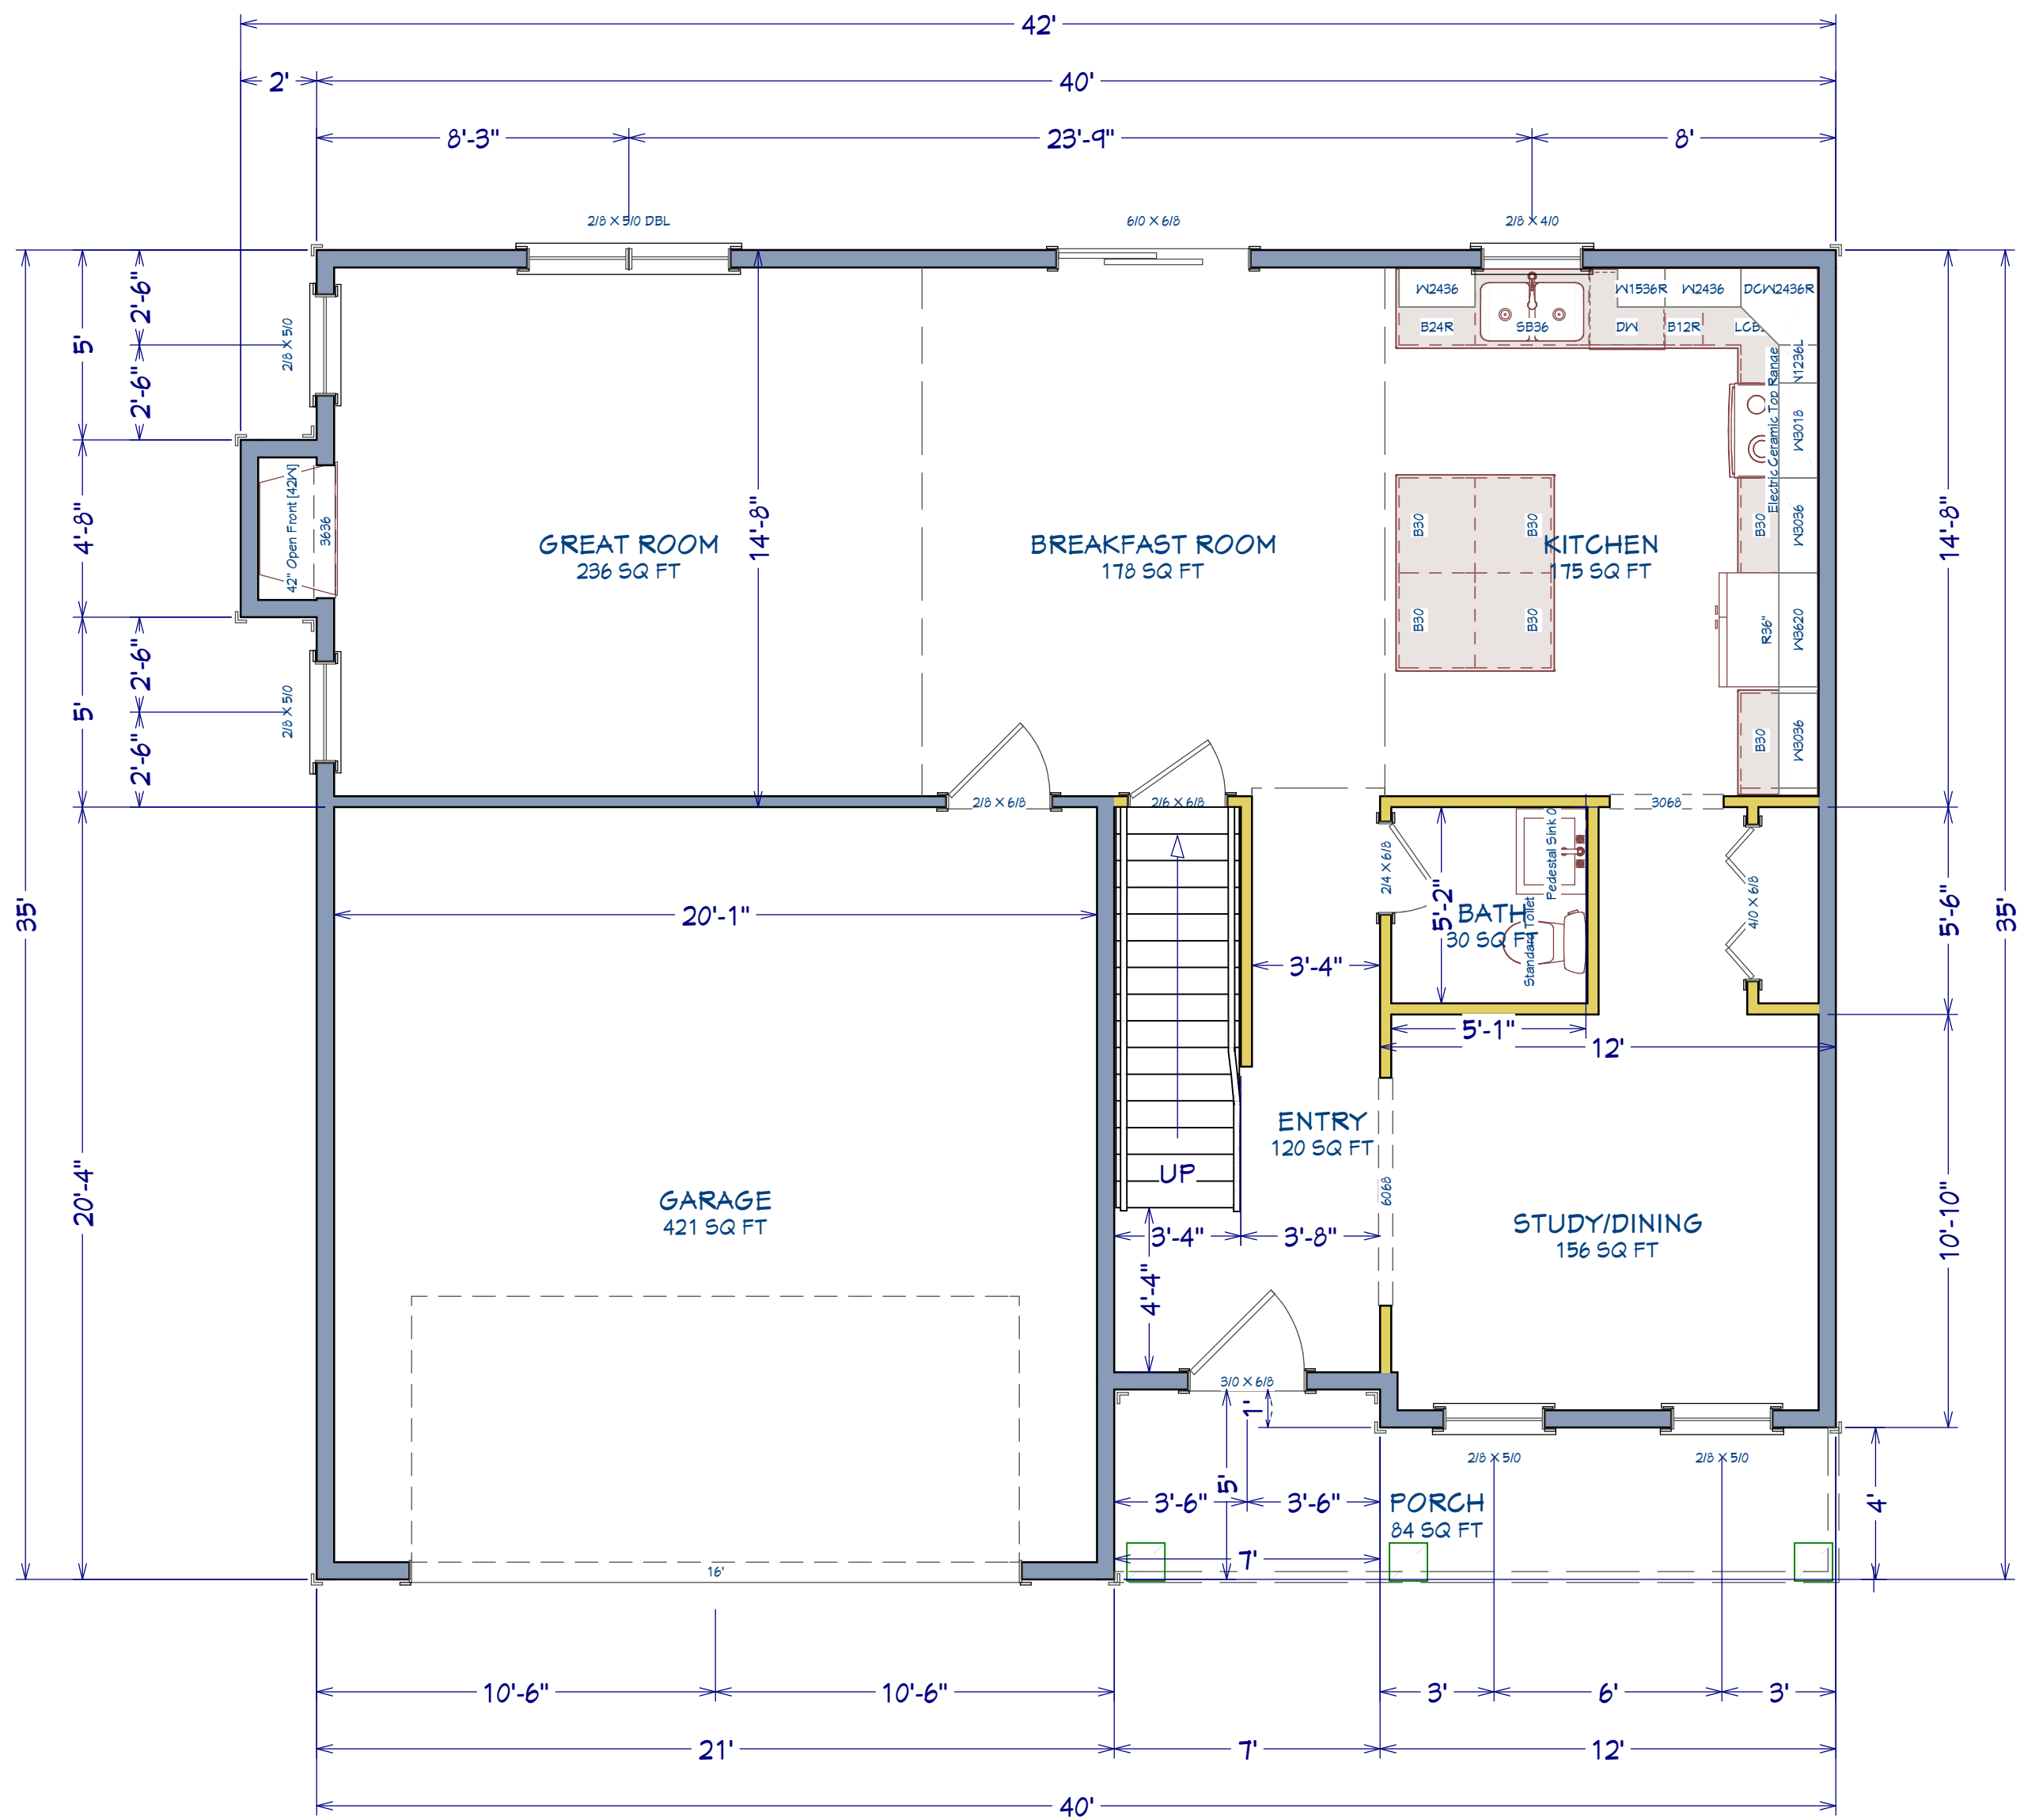 42'
2'
40'
8'-3"
23'-9"
8'
2/8 X 5/0 DBL
6/0 X 6/8
2/8 X 4/0
W2436
W1536R
W2436
DCW2436R
B24R
SB36
DW
B12R
2'-6"
5'
2/8 X 5/0
2'-6"
Electric Ceramic Top Range
W3018
4'-8"
42" Open Front [42W]
3636
GREAT ROOM
236 SQ FT
14'-8"
BREAKFAST ROOM
178 SQ FT
B30
B30
KITCHEN
175 SQ FT
B30
W3036
14'-8"
B30
B30
R36"
W3620
2'-6"
5'
2/8 X 5/0
2'-6"
B30
W3036
2/8 X 6/8
2/6 X 6/8
3068
35'
20'-1"
2/4 X 6/8
5'-2"
BATH
30 SQ FT
Pedestal Sink
Standard Toilet
4/0 X 6/8
5'-6"
35'
3'-4"
5'-1"
12'
20'-4"
GARAGE
421 SQ FT
UP
ENTRY
120 SQ FT
6068
STUDY/DINING
156 SQ FT
10'-10"
3'-4"
3'-8"
4'-4"
3/0 X 6/8
1'
2/8 X 5/0
2/8 X 5/0
5'
3'-6"
3'-6"
PORCH
84 SQ FT
4'
7'
16'
10'-6"
10'-6"
3'
6'
3'
21'
7'
12'
40'